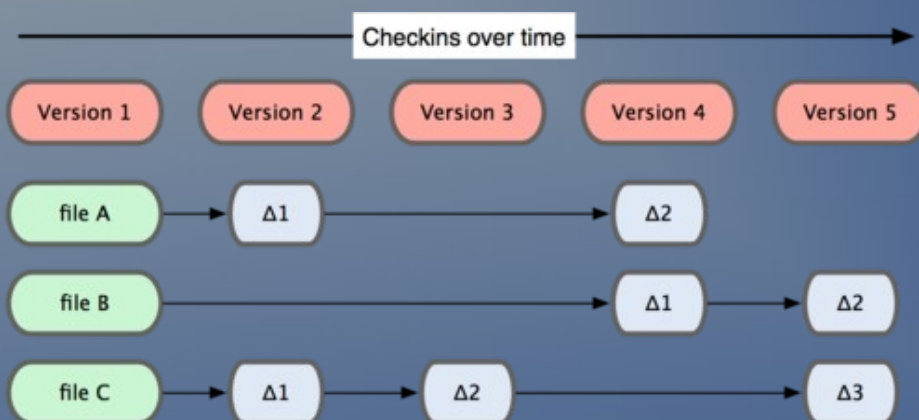 Checkins over time
Version 1 Version 2 Version 3 Version 4 Version 5
file A Δ1 Δ2
file B Δ1 Δ2
file C Δ1 Δ2 Δ3